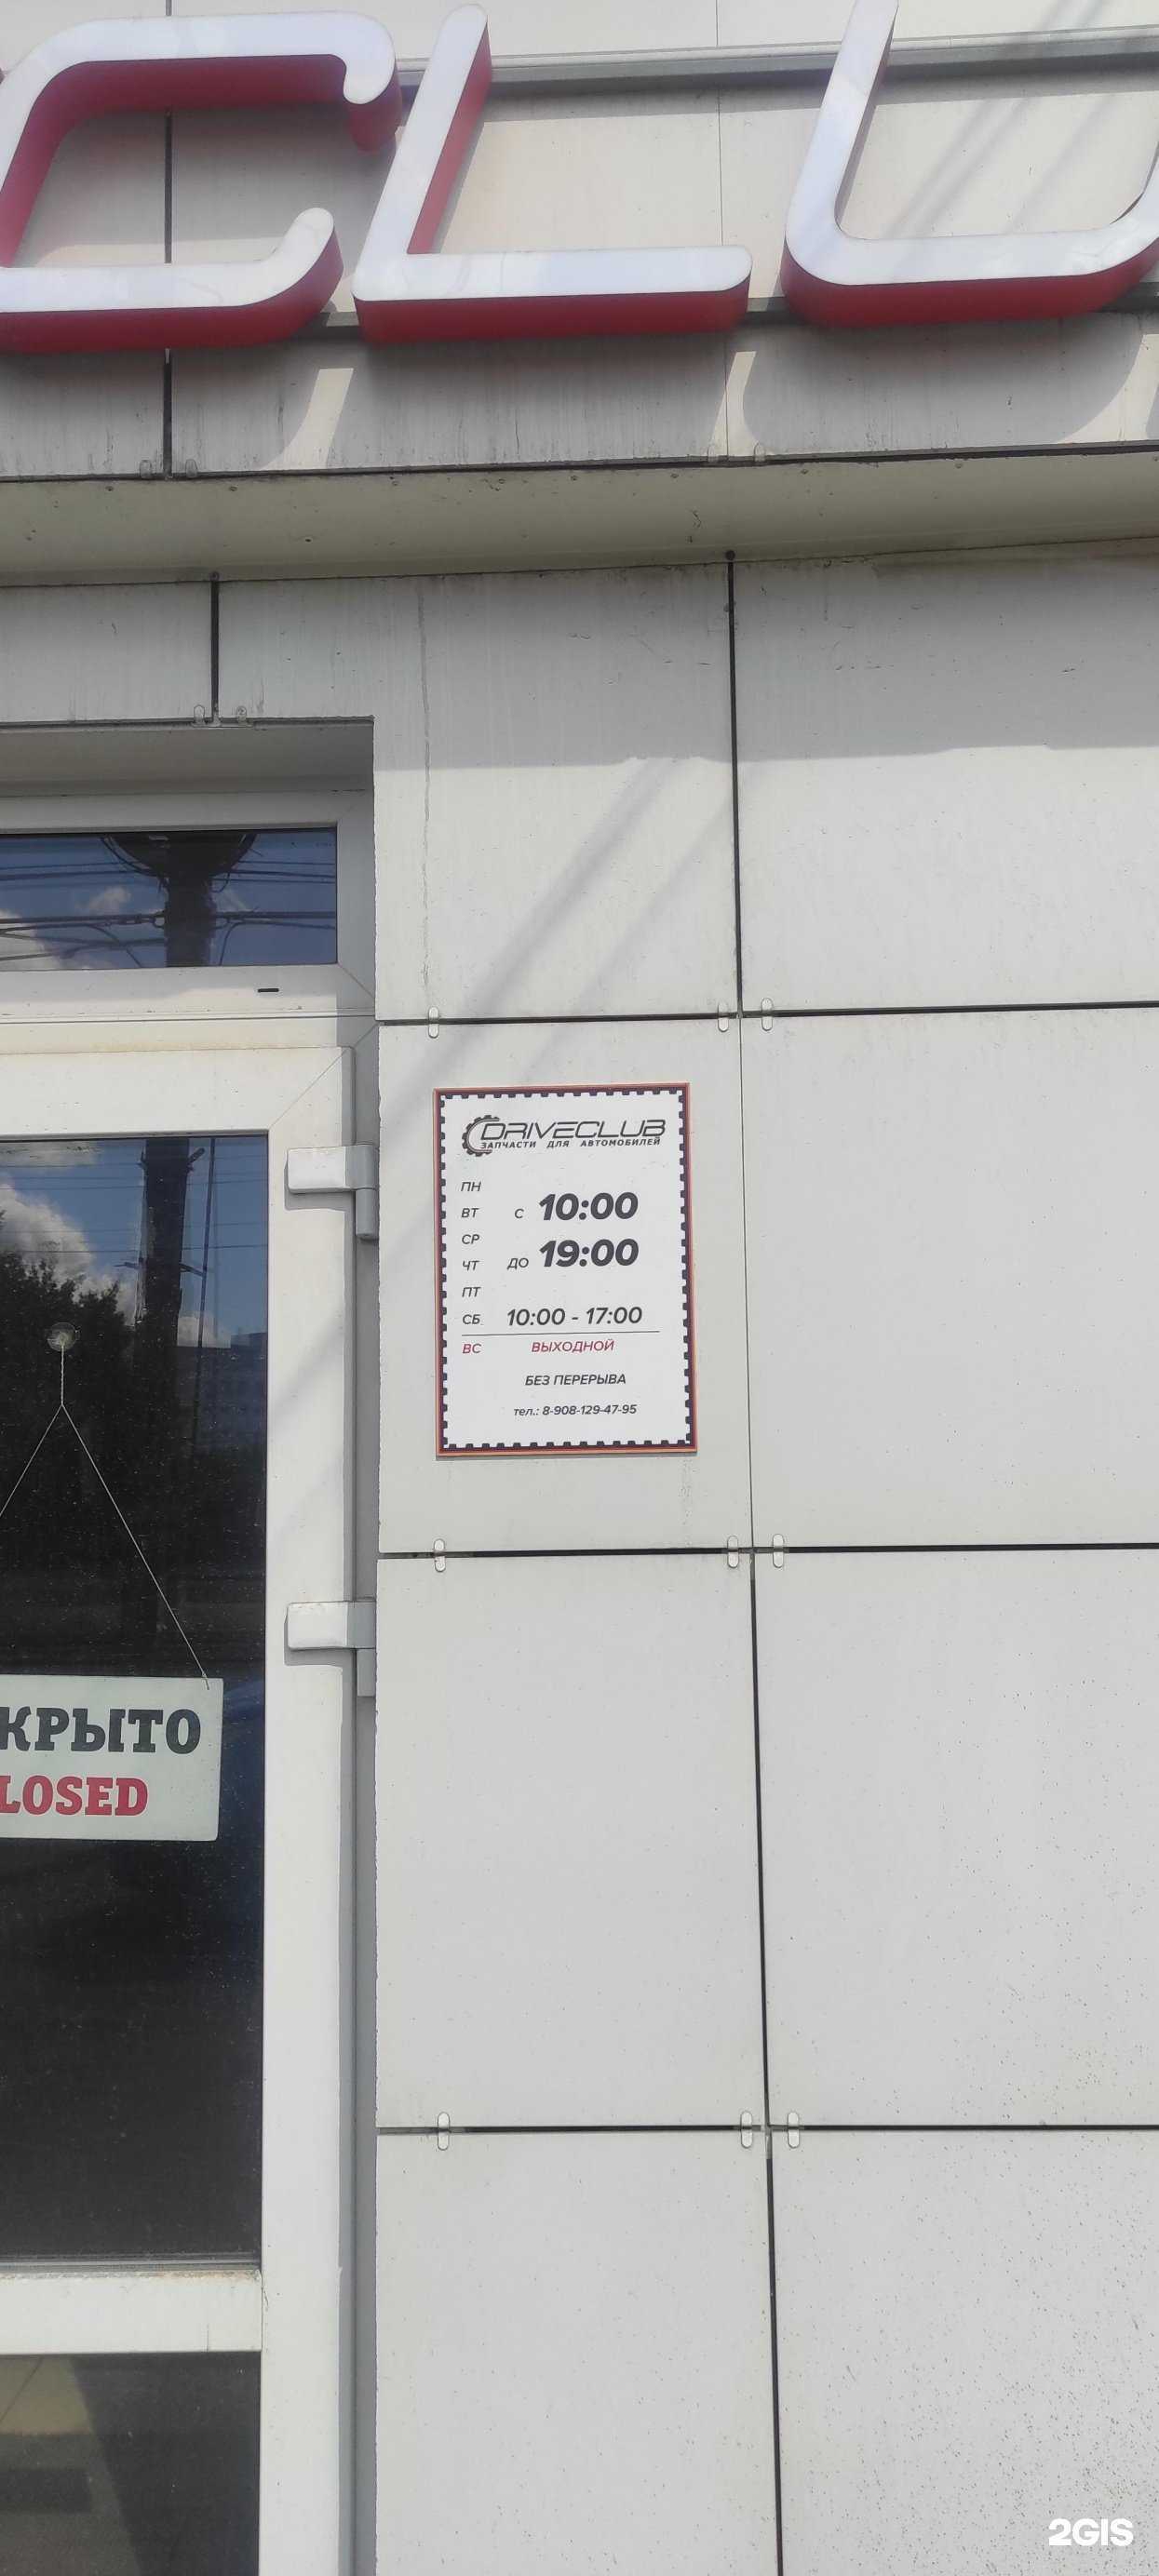 CLU
DRIVECLUB
ЗАПЧАСТИ ДЛЯ АВТОМОБИЛЕЙ
ПН
ВТ С 10:00
СР
ЧТ ДО 19:00
ПТ
СБ 10:00 - 17:00
ВС ВЫХОДНОЙ
БЕЗ ПЕРЕРЫВА
тел.: 8-908-129-47-95
КРЫТО
LOSED
2GIS